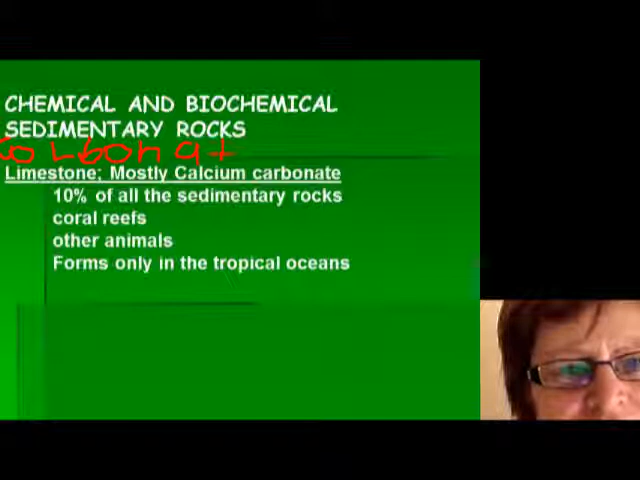 CHEMICAL AND BIOCHEMICAL
SEDIMENTARY ROCKS
Limestone; Mostly Calcium carbonate
10% of all the sedimentary rocks
coral reefs
other animals
Forms only in the tropical oceans